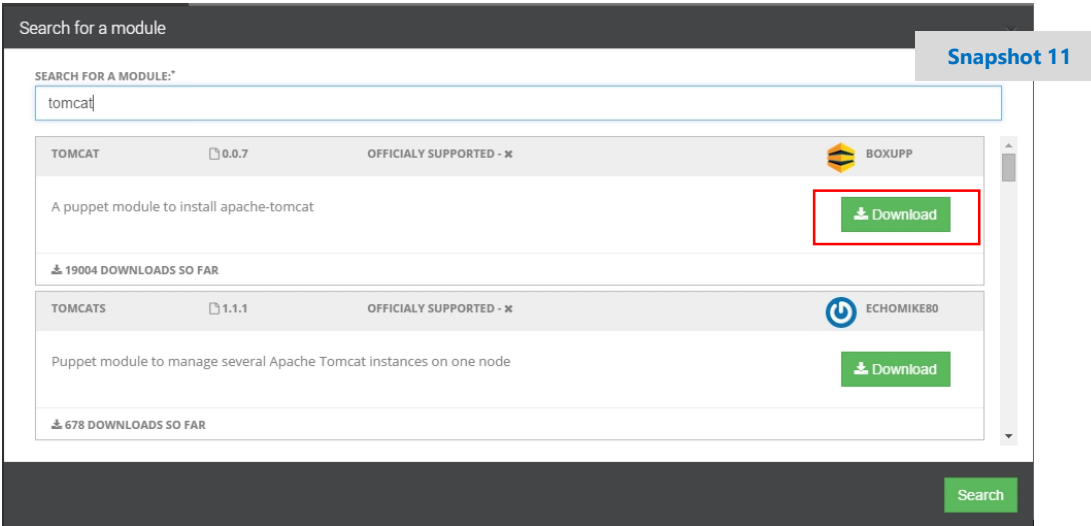 Search for a module
Snapshot 11
SEARCH FOR A MODULE:*
tomcat
TOMCAT 0.0.7 OFFICIALY SUPPORTED - ✖ BOXUPP
A puppet module to install apache-tomcat
Download
19004 DOWNLOADS SO FAR
TOMCATS 1.1.1 OFFICIALY SUPPORTED - ✖ ECHOMIKE80
Puppet module to manage several Apache Tomcat instances on one node
Download
678 DOWNLOADS SO FAR
Search